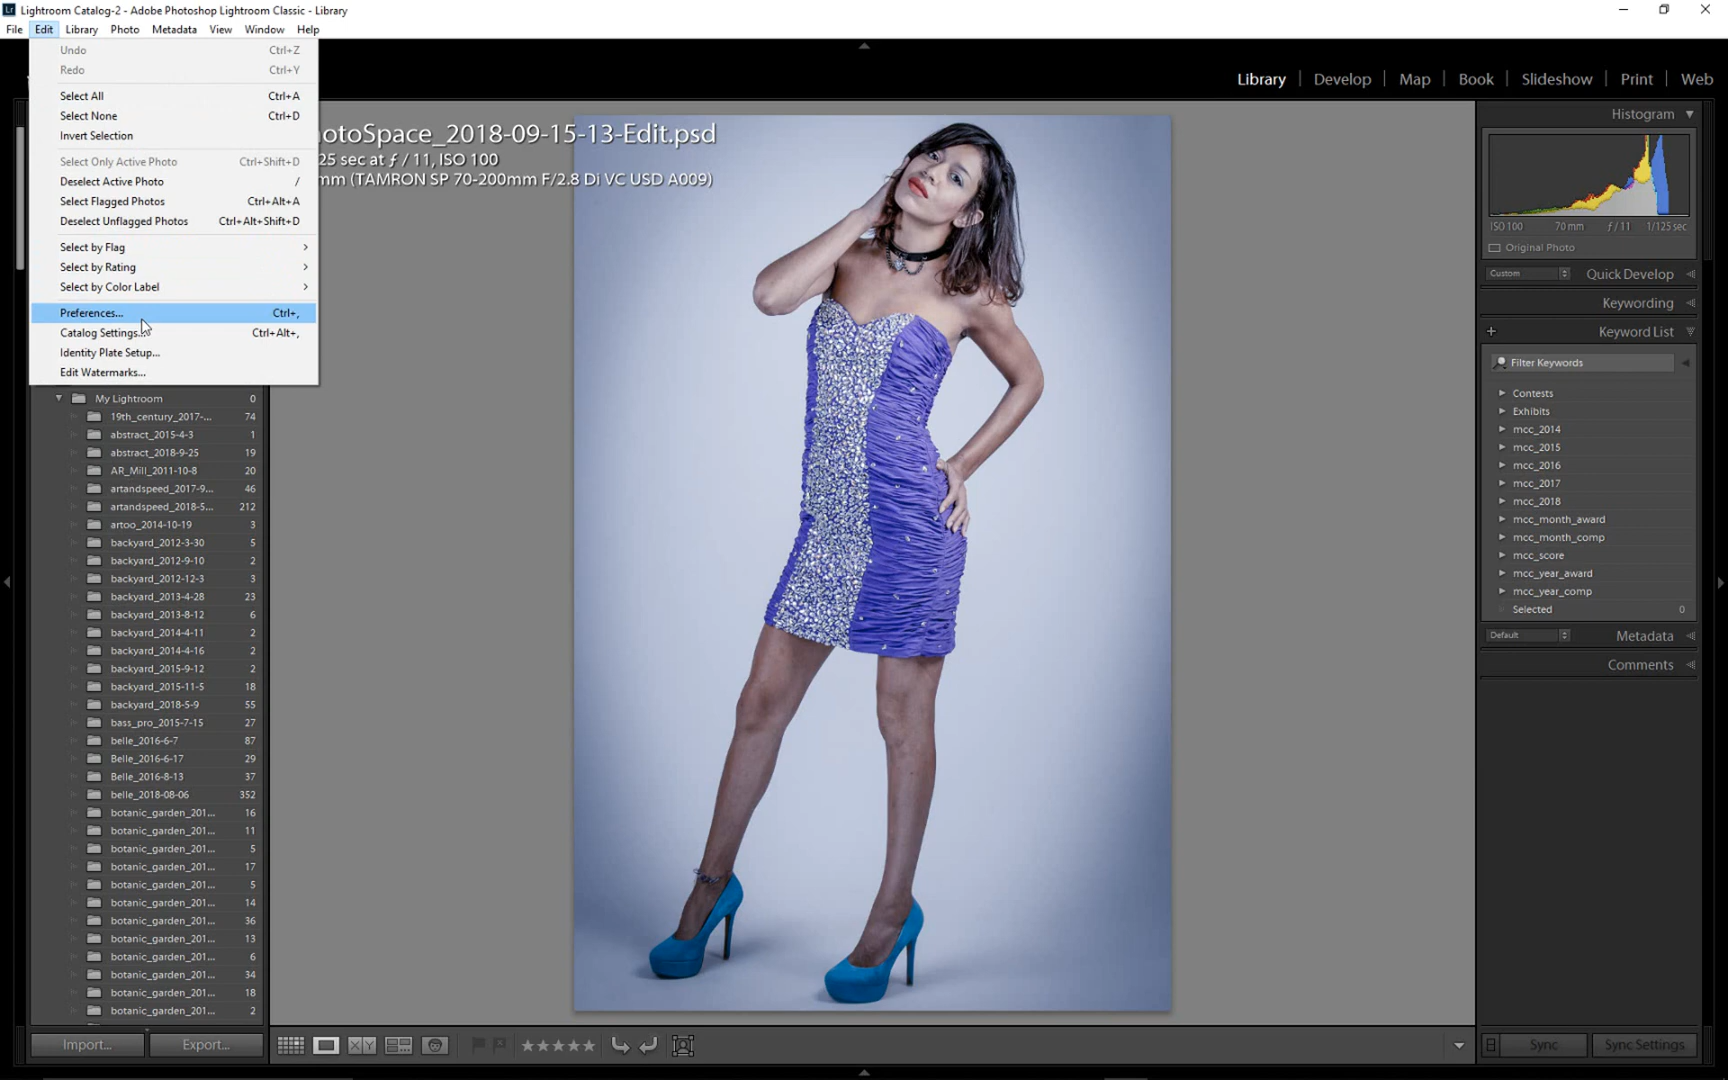 Lr Lightroom Catalog-2 - Adobe Photoshop Lightroom Classic - Library
File Edit Library Photo Metadata View Window Help
Undo Ctrl+Z
Redo Ctrl+Y
Select All Ctrl+A
Select None Ctrl+D
Invert Selection
Select Only Active Photo Ctrl+Shift+D
Deselect Active Photo /
Select Flagged Photos Ctrl+Alt+A
Deselect Unflagged Photos Ctrl+Alt+Shift+D
Select by Flag
Select by Rating
Select by Color Label
Preferences... Ctrl+,
Catalog Settings... Ctrl+Alt+,
Identity Plate Setup...
Edit Watermarks...
My Lightroom 0
19th_century_2017-... 74
abstract_2015-4-3 1
abstract_2018-9-25 19
AR_Mill_2011-10-8 20
artandspeed_2017-9... 46
artandspeed_2018-5... 212
artoo_2014-10-19 3
backyard_2012-3-30 5
backyard_2012-9-10 2
backyard_2012-12-3 3
backyard_2013-4-28 23
backyard_2013-8-12 6
backyard_2014-4-11 2
backyard_2014-4-16 2
backyard_2015-9-12 2
backyard_2015-11-5 18
backyard_2018-5-9 55
bass_pro_2015-7-15 27
belle_2016-6-7 87
Belle_2016-6-17 29
Belle_2016-8-13 37
belle_2018-08-06 352
botanic_garden_201... 16
botanic_garden_201... 11
botanic_garden_201... 5
botanic_garden_201... 17
botanic_garden_201... 5
botanic_garden_201... 14
botanic_garden_201... 36
botanic_garden_201... 13
botanic_garden_201... 6
botanic_garden_201... 34
botanic_garden_201... 18
botanic_garden_201... 2
Import... Export...
otoSpace_2018-09-15-13-Edit.psd
25 sec at ƒ / 11, ISO 100
mm (TAMRON SP 70-200mm F/2.8 Di VC USD A009)
Library | Develop | Map | Book | Slideshow | Print | Web
Histogram
ISO 100 70 mm ƒ / 11 1/125 sec
Original Photo
Custom Quick Develop
Keywording
+ Keyword List
Filter Keywords
Contests
Exhibits
mcc_2014
mcc_2015
mcc_2016
mcc_2017
mcc_2018
mcc_month_award
mcc_month_comp
mcc_score
mcc_year_award
mcc_year_comp
Selected 0
Default Metadata
Comments
X Y
Sync Sync Settings